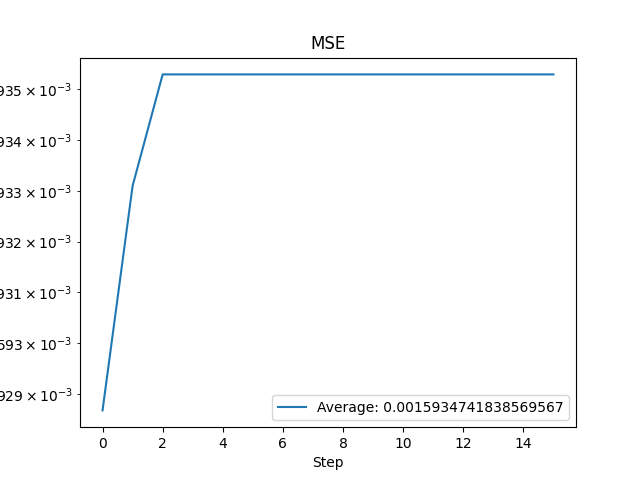 MSE
935 × 10⁻³
934 × 10⁻³
933 × 10⁻³
932 × 10⁻³
931 × 10⁻³
593 × 10⁻³
929 × 10⁻³
Average: 0.0015934741838569567
0 2 4 6 8 10 12 14
Step